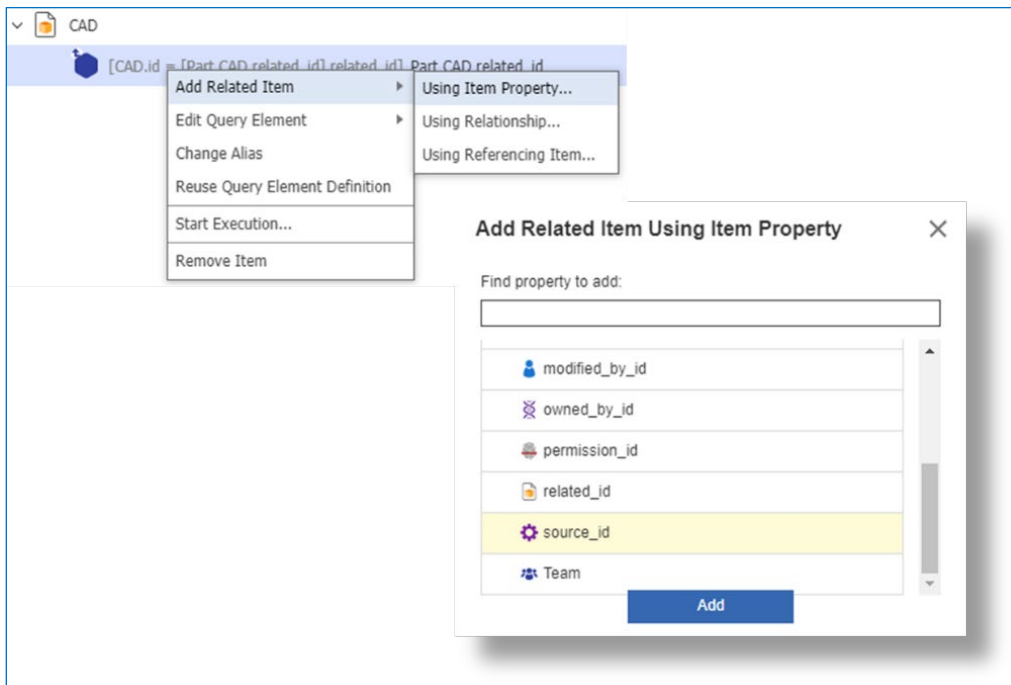 CAD
[CAD.id = [Part CAD related_id].related_id] Part CAD related_id
Add Related Item
Using Item Property...
Edit Query Element
Using Relationship...
Change Alias
Using Referencing Item...
Reuse Query Element Definition
Start Execution...
Remove Item
Add Related Item Using Item Property
Find property to add:
modified_by_id
owned_by_id
permission_id
related_id
source_id
Team
Add